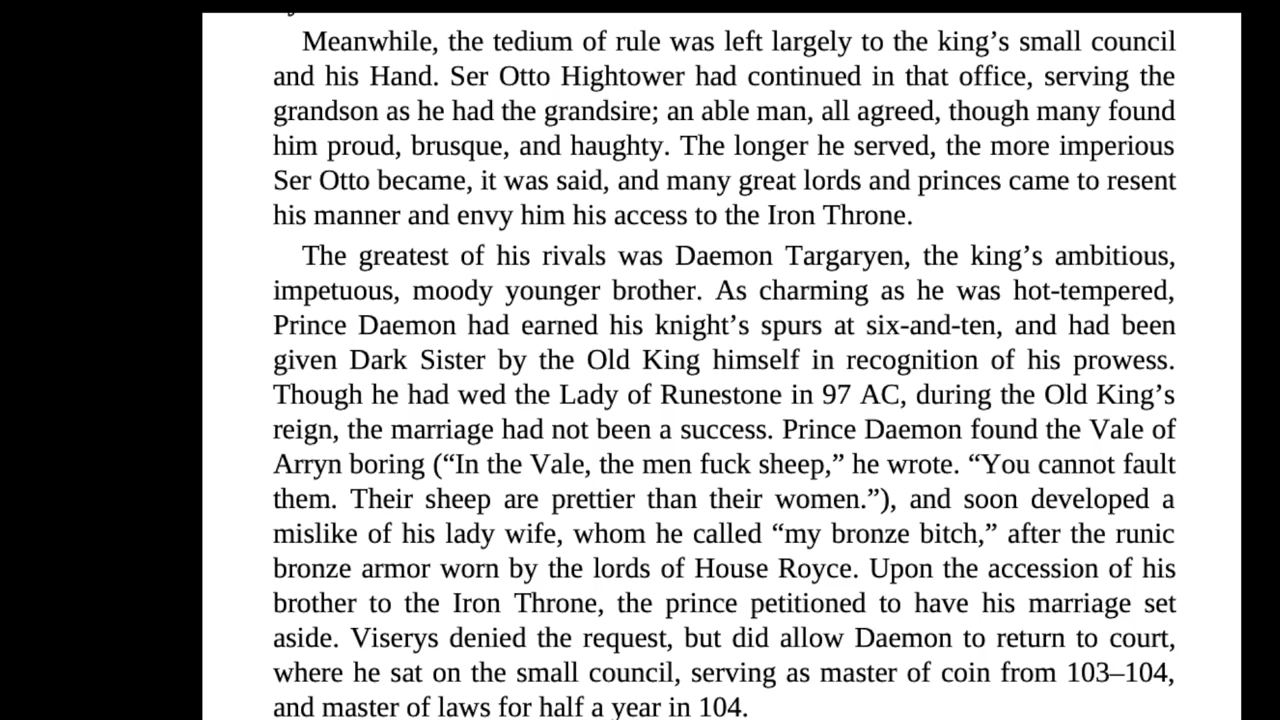 Meanwhile, the tedium of rule was left largely to the king’s small council
and his Hand. Ser Otto Hightower had continued in that office, serving the
grandson as he had the grandsire; an able man, all agreed, though many found
him proud, brusque, and haughty. The longer he served, the more imperious
Ser Otto became, it was said, and many great lords and princes came to resent
his manner and envy him his access to the Iron Throne.
The greatest of his rivals was Daemon Targaryen, the king’s ambitious,
impetuous, moody younger brother. As charming as he was hot-tempered,
Prince Daemon had earned his knight’s spurs at six-and-ten, and had been
given Dark Sister by the Old King himself in recognition of his prowess.
Though he had wed the Lady of Runestone in 97 AC, during the Old King’s
reign, the marriage had not been a success. Prince Daemon found the Vale of
Arryn boring (“In the Vale, the men fuck sheep,” he wrote. “You cannot fault
them. Their sheep are prettier than their women.”), and soon developed a
mislike of his lady wife, whom he called “my bronze bitch,” after the runic
bronze armor worn by the lords of House Royce. Upon the accession of his
brother to the Iron Throne, the prince petitioned to have his marriage set
aside. Viserys denied the request, but did allow Daemon to return to court,
where he sat on the small council, serving as master of coin from 103–104,
and master of laws for half a year in 104.